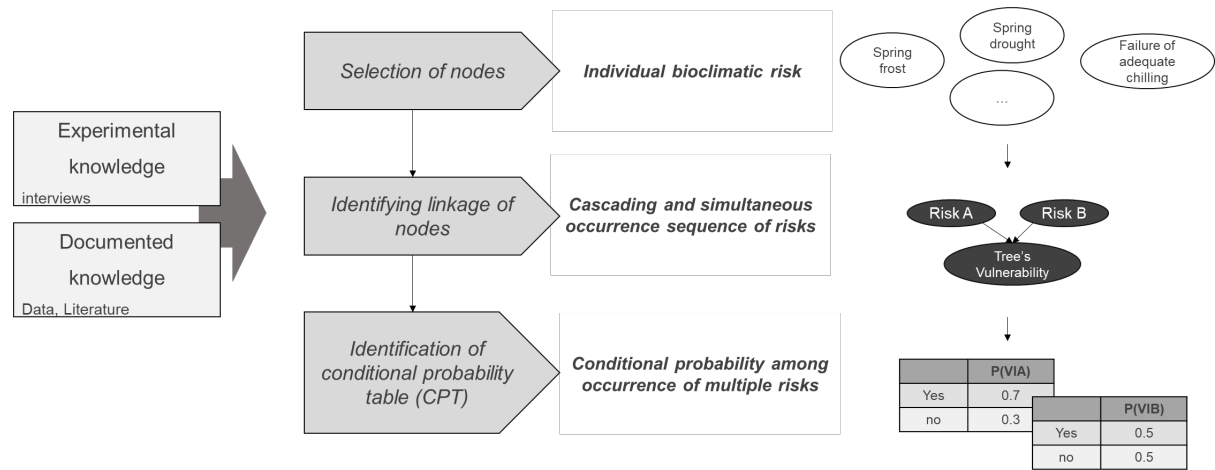 Experimental
knowledge
interviews
Documented
knowledge
Data, Literature
Selection of nodes
Individual bioclimatic risk
Identifying linkage of
nodes
Cascading and simultaneous
occurrence sequence of risks
Identification of
conditional probability
table (CPT)
Conditional probability among
occurrence of multiple risks
Spring
frost
Spring
drought
Failure of
adequate
chilling
...
Risk A
Risk B
Tree's
Vulnerability
P(VIA)
Yes 0.7
no 0.3
P(VIB)
Yes 0.5
no 0.5